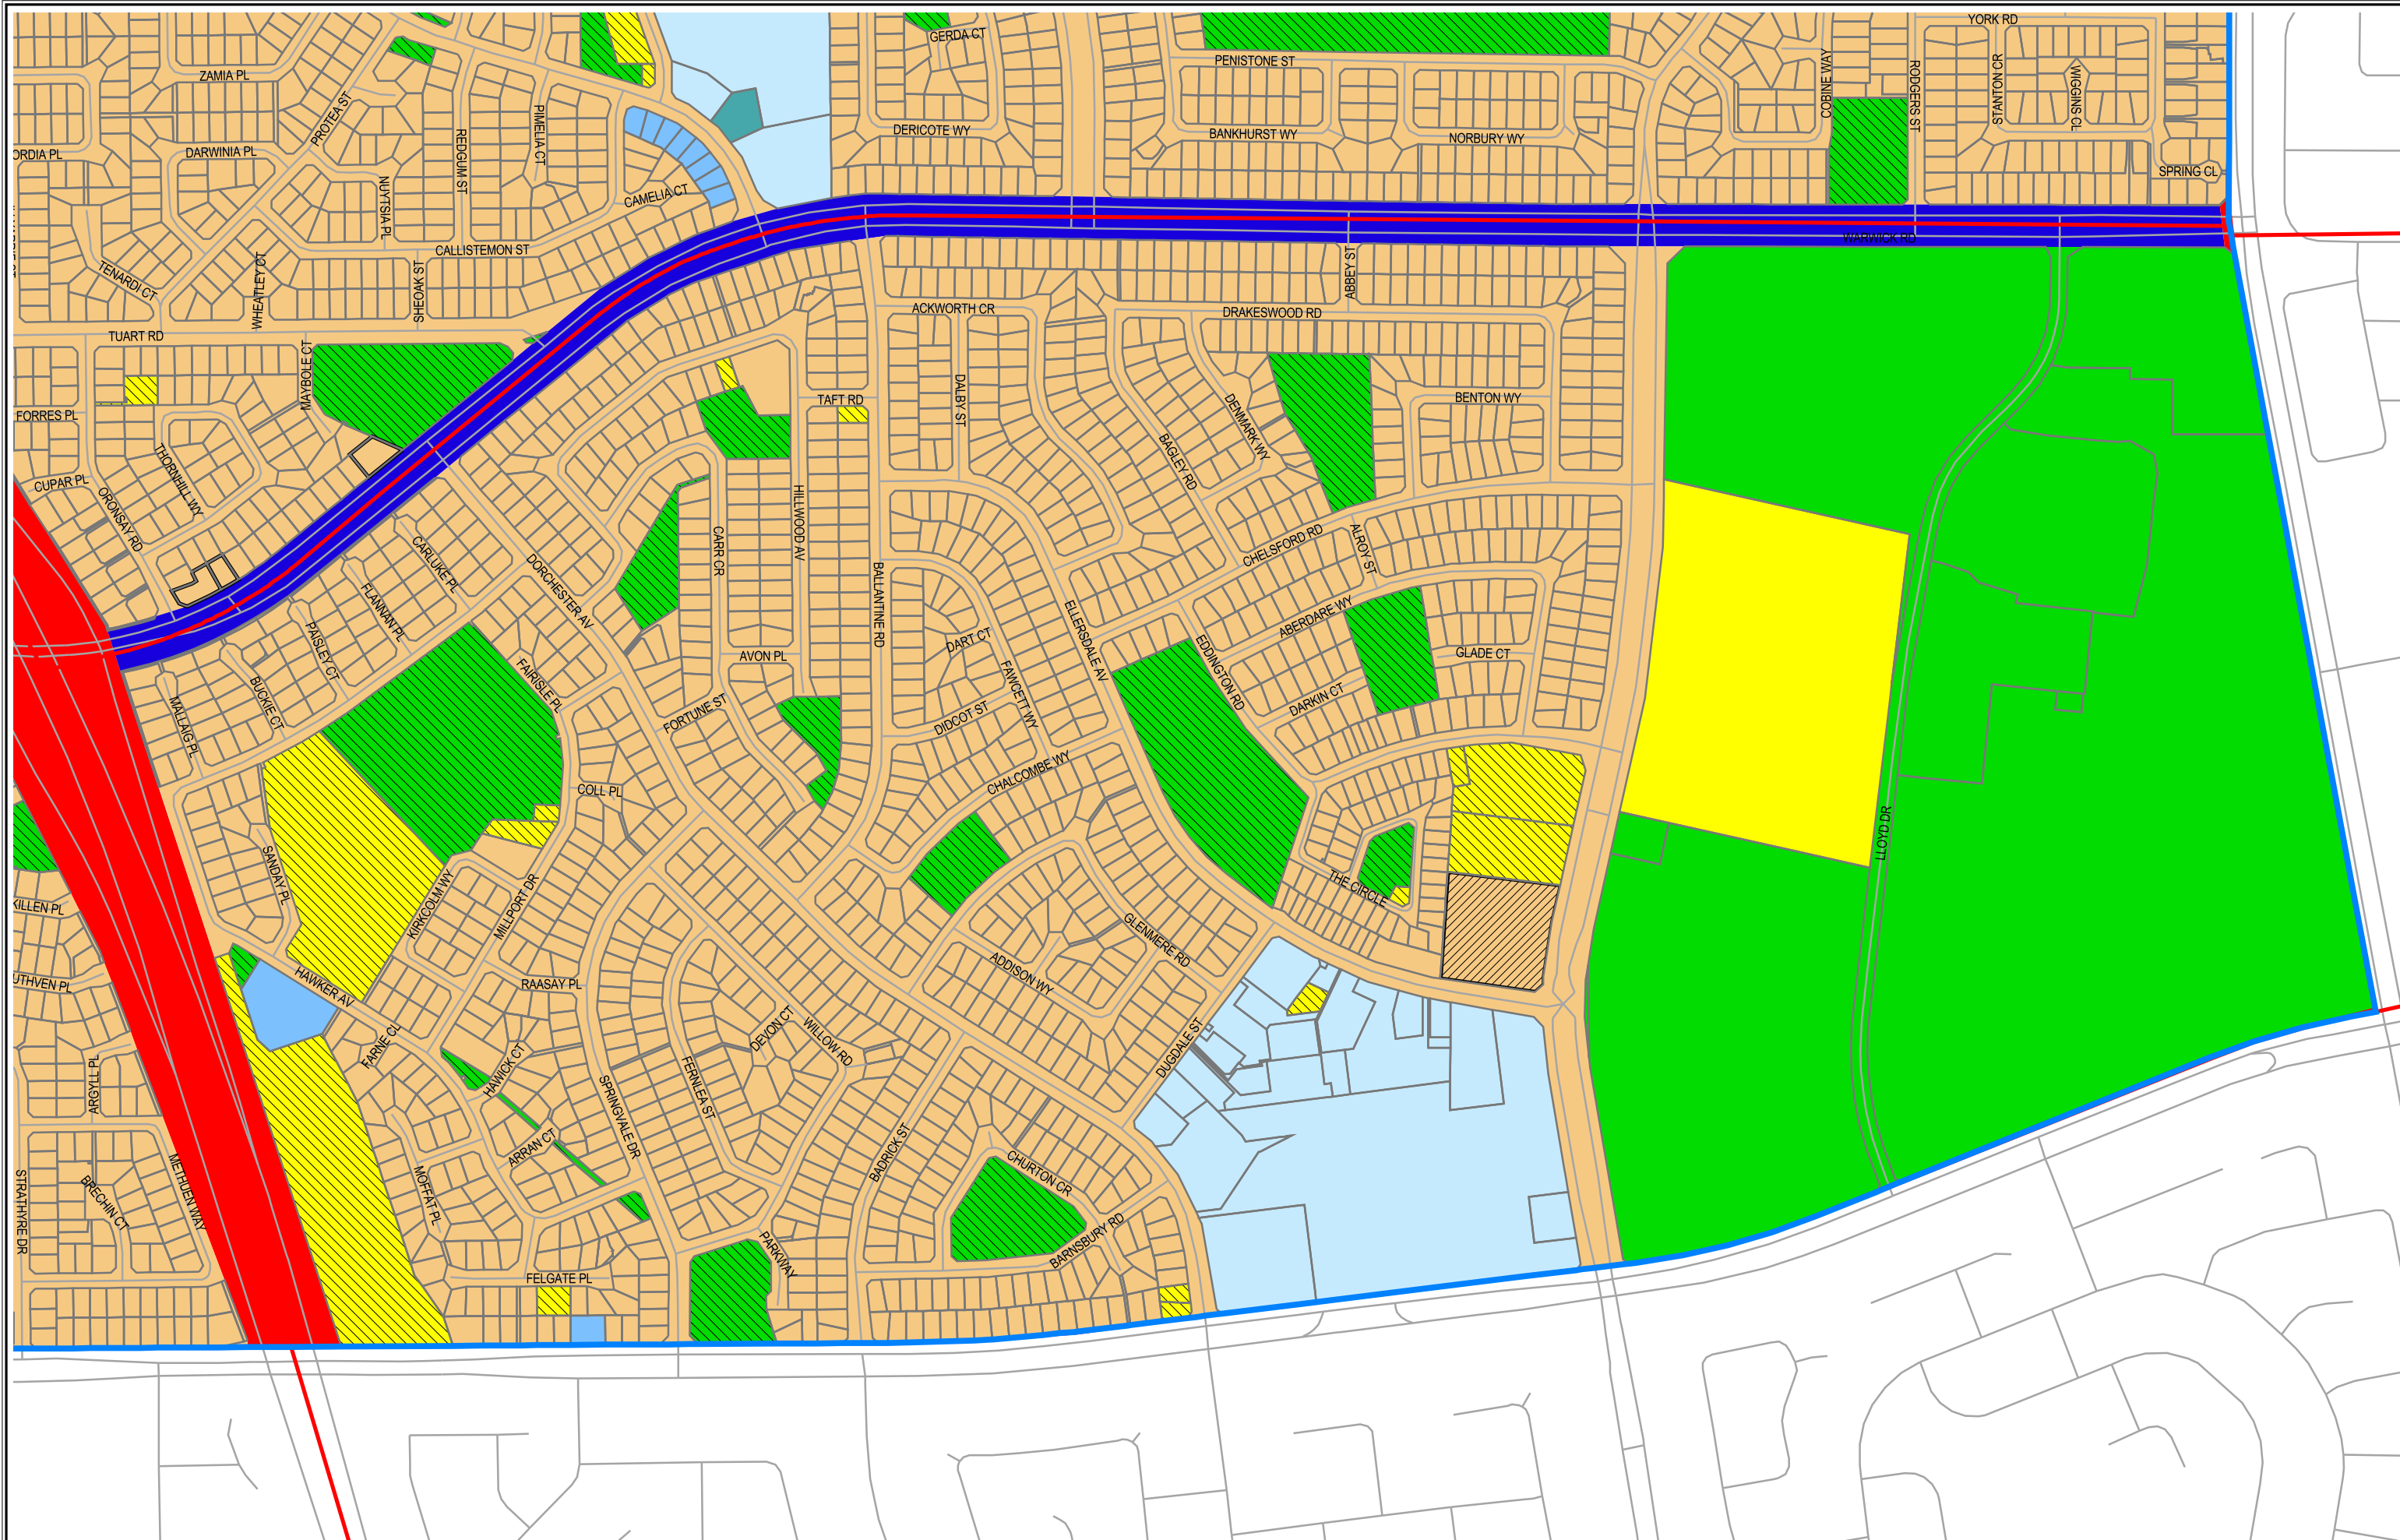 YORK RD
GERDA CT
PENISTONE ST
ZAMIA PL
COBINE WAY
RODGERS ST
STANTON CR
WIGGINS CL
PROTEA ST
PIMELIA CT
REDGUM ST
DERICOTE WY
BANKHURST WY
NORBURY WY
ORDIA PL
DARWINIA PL
SPRING CL
NUYTSIA PL
CAMELIA CT
WARWICK RD
CALLISTEMON ST
TENARDI CT
WHEATLEY CT
SHEOAK ST
ABBEY ST
ACKWORTH CR
DRAKESWOOD RD
TUART RD
MAYBOLE CT
TAFT RD
DALBY ST
BENTON WY
FORRES PL
DENMARK WY
BAGLEY RD
THORNHILL WY
CUPAR PL
ORONSAY RD
HILLWOOD AV
CARR CR
CHELSFORD RD
ALROY ST
CARLUKE PL
DORCHESTER AV
BALLANTINE RD
FLANNAN PL
ELLERSDALE AV
ABERDARE WY
PAISLEY CT
DART CT
AVON PL
GLADE CT
EDDINGTON RD
FAIRISLE PL
FAWCETT WY
BUCKIE CT
MALLAIG PL
FORTUNE ST
DIDCOT ST
DARKIN CT
CHALCOMBE WY
COLL PL
LLOYD DR
SANDAY PL
KIRKCOLM WY
MILLPORT DR
THE CIRCLE
KILLEN PL
GLENMERE RD
ADDISON WY
UTHVEN PL
HAWKER AV
RAASAY PL
FARNE CL
DEVON CT
WILLOW RD
DUGDALE ST
HAWICK CT
ARGYLL PL
FERNLEA ST
SPRINGVALE DR
ARRAN CT
BADRICK ST
CHURTON CR
METHUEN WAY
MOFFAT PL
BRECHIN CT
STRATHYRE DR
PARKWAY
BARNSBURY RD
FELGATE PL